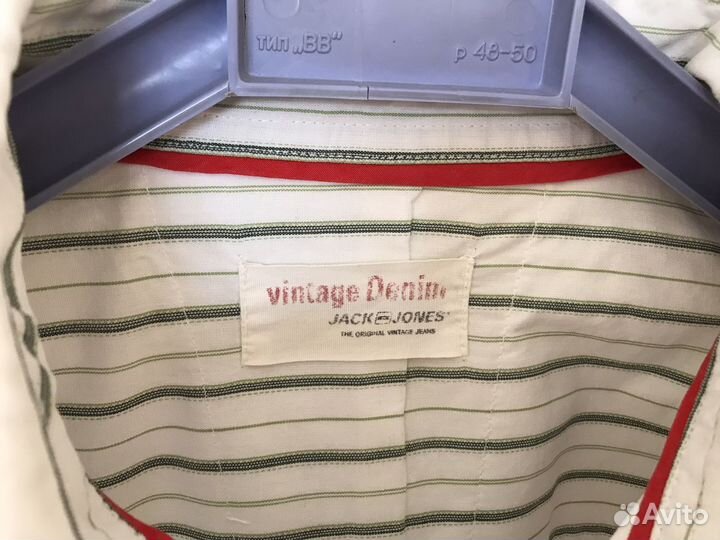 тип „ВВ"
р 48-50
vintage Denim
JACK JONES
THE ORIGINAL VINTAGE JEANS
Avito